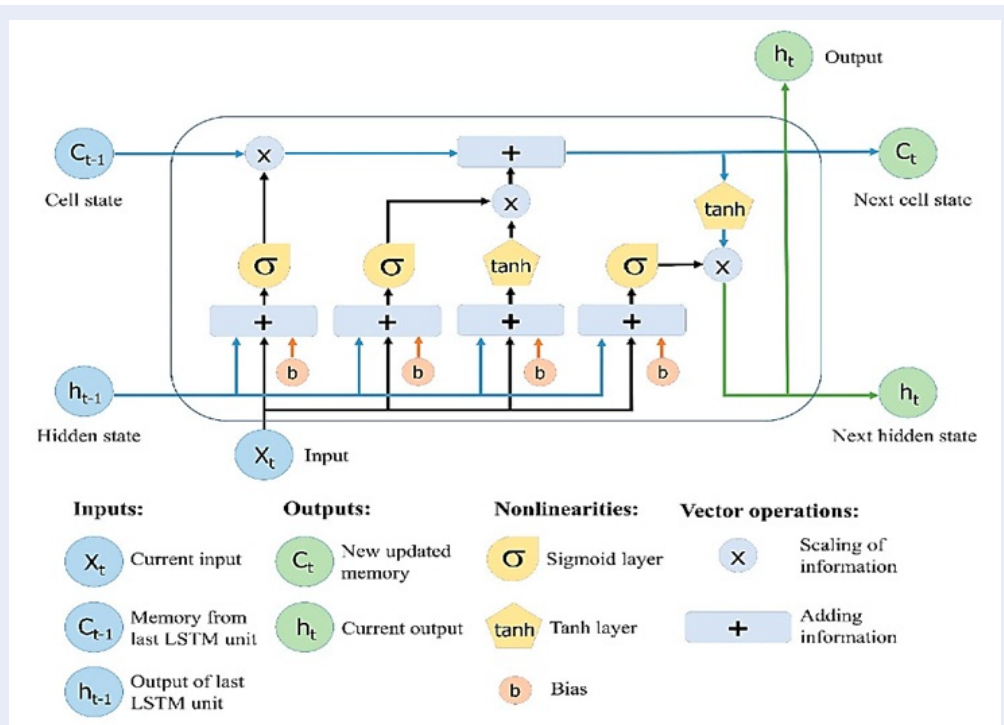 hₜ Output
Cₜ₋₁ x + Cₜ
Cell state Next cell state
x tanh
σ σ tanh σ x
+ + + +
b b b b
hₜ₋₁ hₜ
Hidden state Next hidden state
Xₜ Input
Inputs: Outputs: Nonlinearities: Vector operations:
Xₜ Current input
Cₜ New updated
memory
σ Sigmoid layer
x Scaling of
information
Cₜ₋₁ Memory from
last LSTM unit
hₜ Current output
tanh Tanh layer
+ Adding
information
hₜ₋₁ Output of last
LSTM unit
b Bias